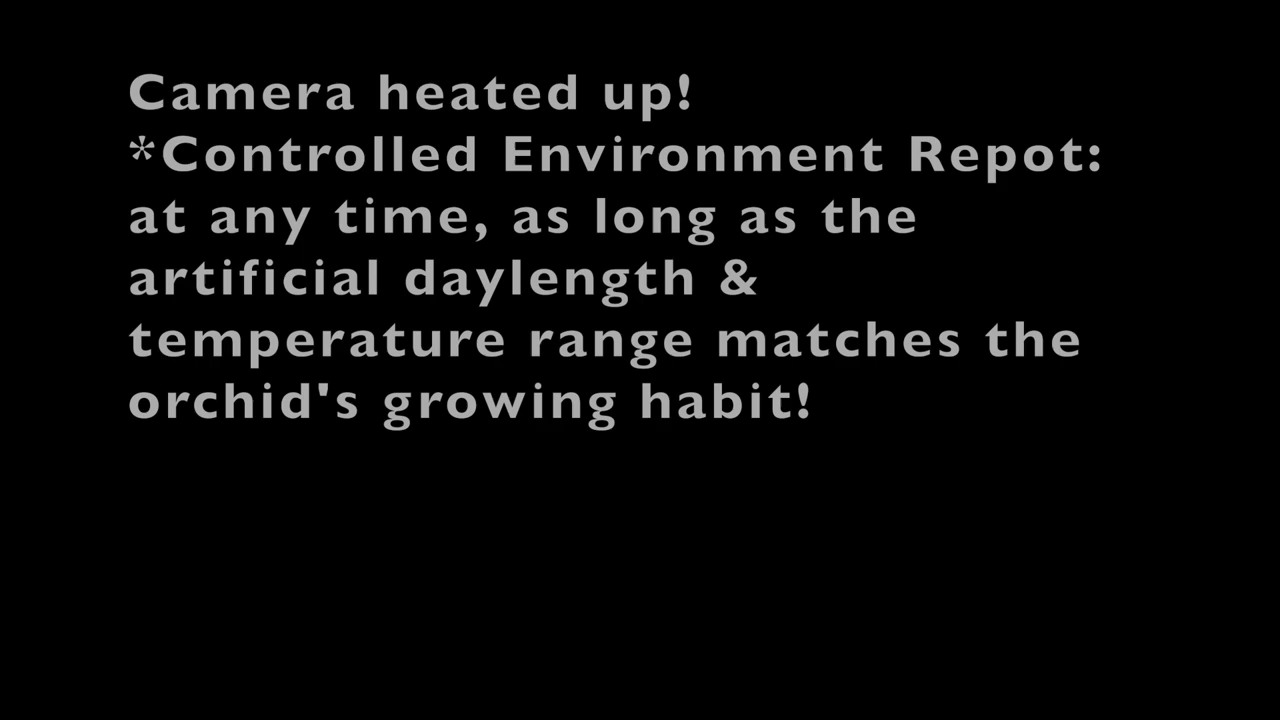 Camera heated up!
*Controlled Environment Repot:
at any time, as long as the
artificial daylength &
temperature range matches the
orchid's growing habit!